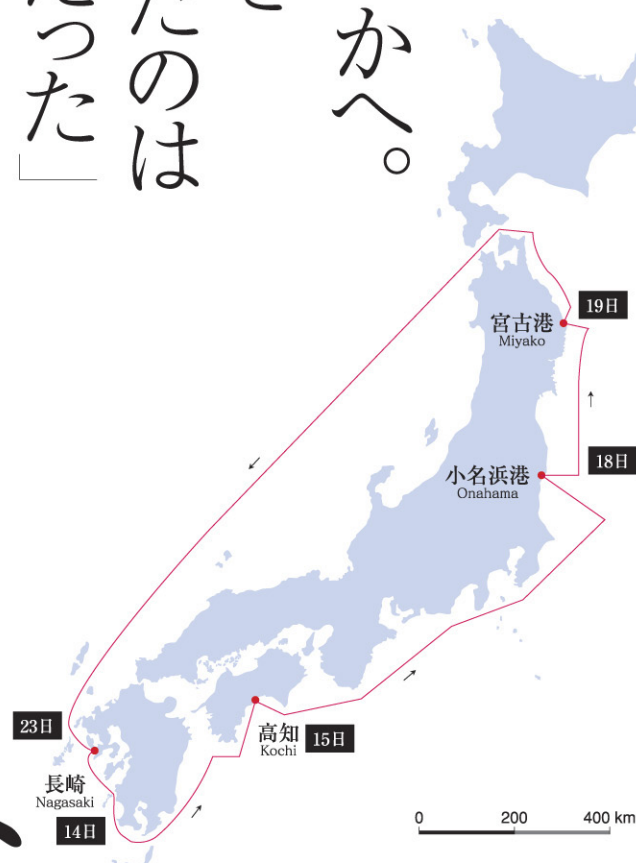 かへ。
たのは
った」
19日
宮古港
Miyako
18日
小名浜港
Onahama
23日
高知
Kochi
15日
長崎
Nagasaki
14日
0 200 400 km